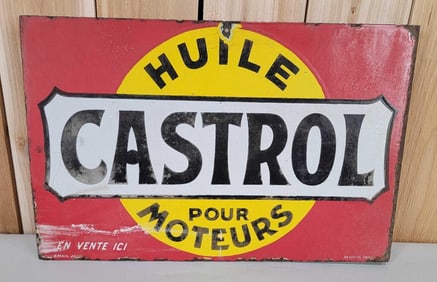 HUILE
CASTROL
POUR
MOTEURS
EN VENTE ICI